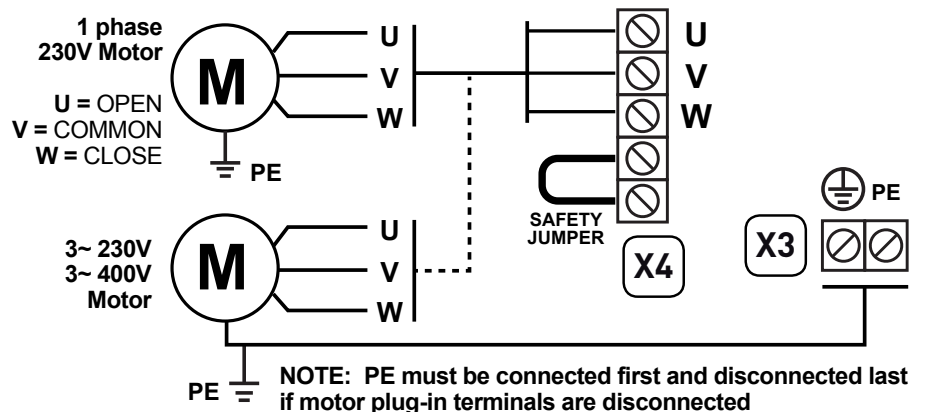 1 phase
230V Motor
M
U
V
W
U = OPEN
V = COMMON
W = CLOSE
PE
U
V
W
SAFETY
JUMPER
X4
X3
PE
3~ 230V
3~ 400V
Motor
M
U
V
W
PE
NOTE: PE must be connected first and disconnected last
if motor plug-in terminals are disconnected